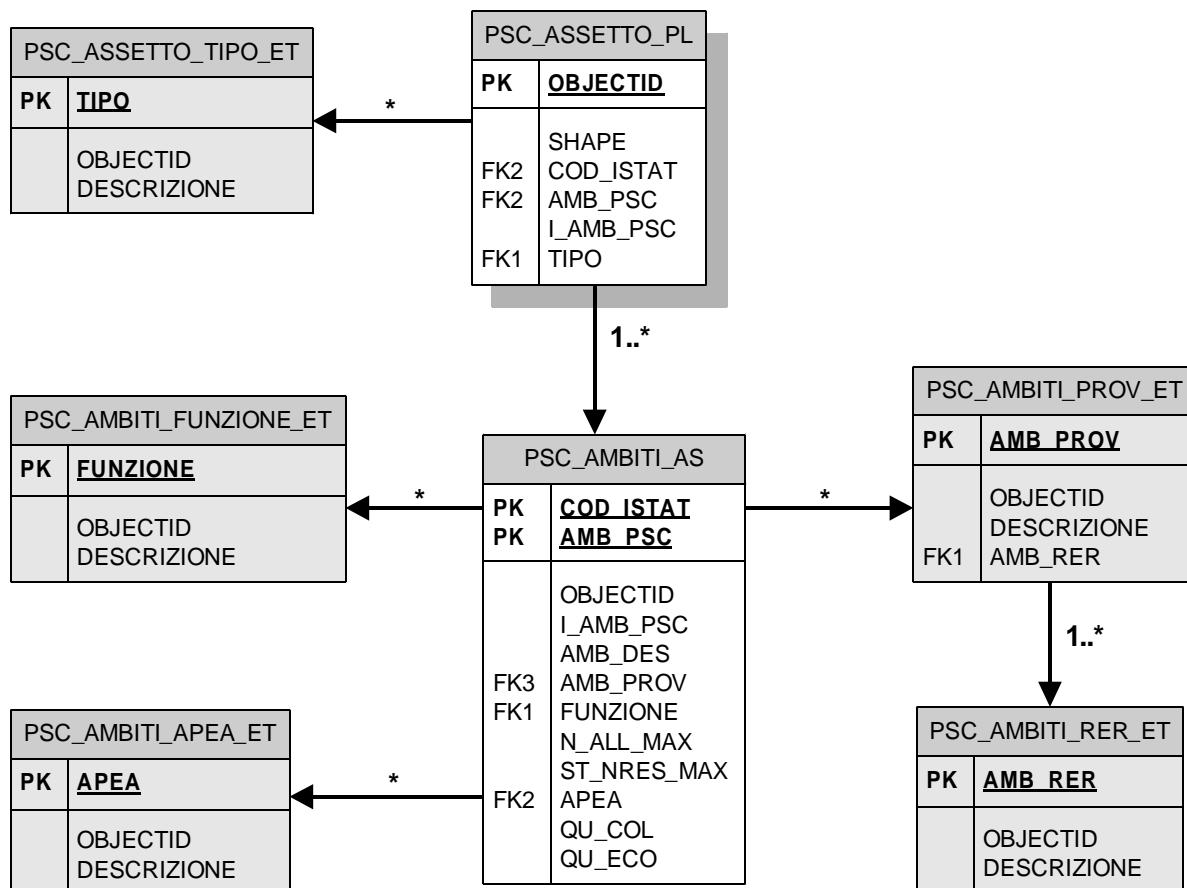 PSC_ASSETTO_TIPO_ET
PK TIPO
OBJECTID
DESCRIZIONE
*
PSC_ASSETTO_PL
PK OBJECTID
SHAPE
FK2 COD_ISTAT
FK2 AMB_PSC
I_AMB_PSC
FK1 TIPO
1..*
PSC_AMBITI_FUNZIONE_ET
PK FUNZIONE
OBJECTID
DESCRIZIONE
*
PSC_AMBITI_AS
PK COD_ISTAT
PK AMB_PSC
OBJECTID
I_AMB_PSC
AMB_DES
FK3 AMB_PROV
FK1 FUNZIONE
N_ALL_MAX
ST_NRES_MAX
FK2 APEA
QU_COL
QU_ECO
*
PSC_AMBITI_PROV_ET
PK AMB_PROV
OBJECTID
DESCRIZIONE
FK1 AMB_RER
1..*
PSC_AMBITI_APEA_ET
PK APEA
OBJECTID
DESCRIZIONE
*
PSC_AMBITI_RER_ET
PK AMB_RER
OBJECTID
DESCRIZIONE